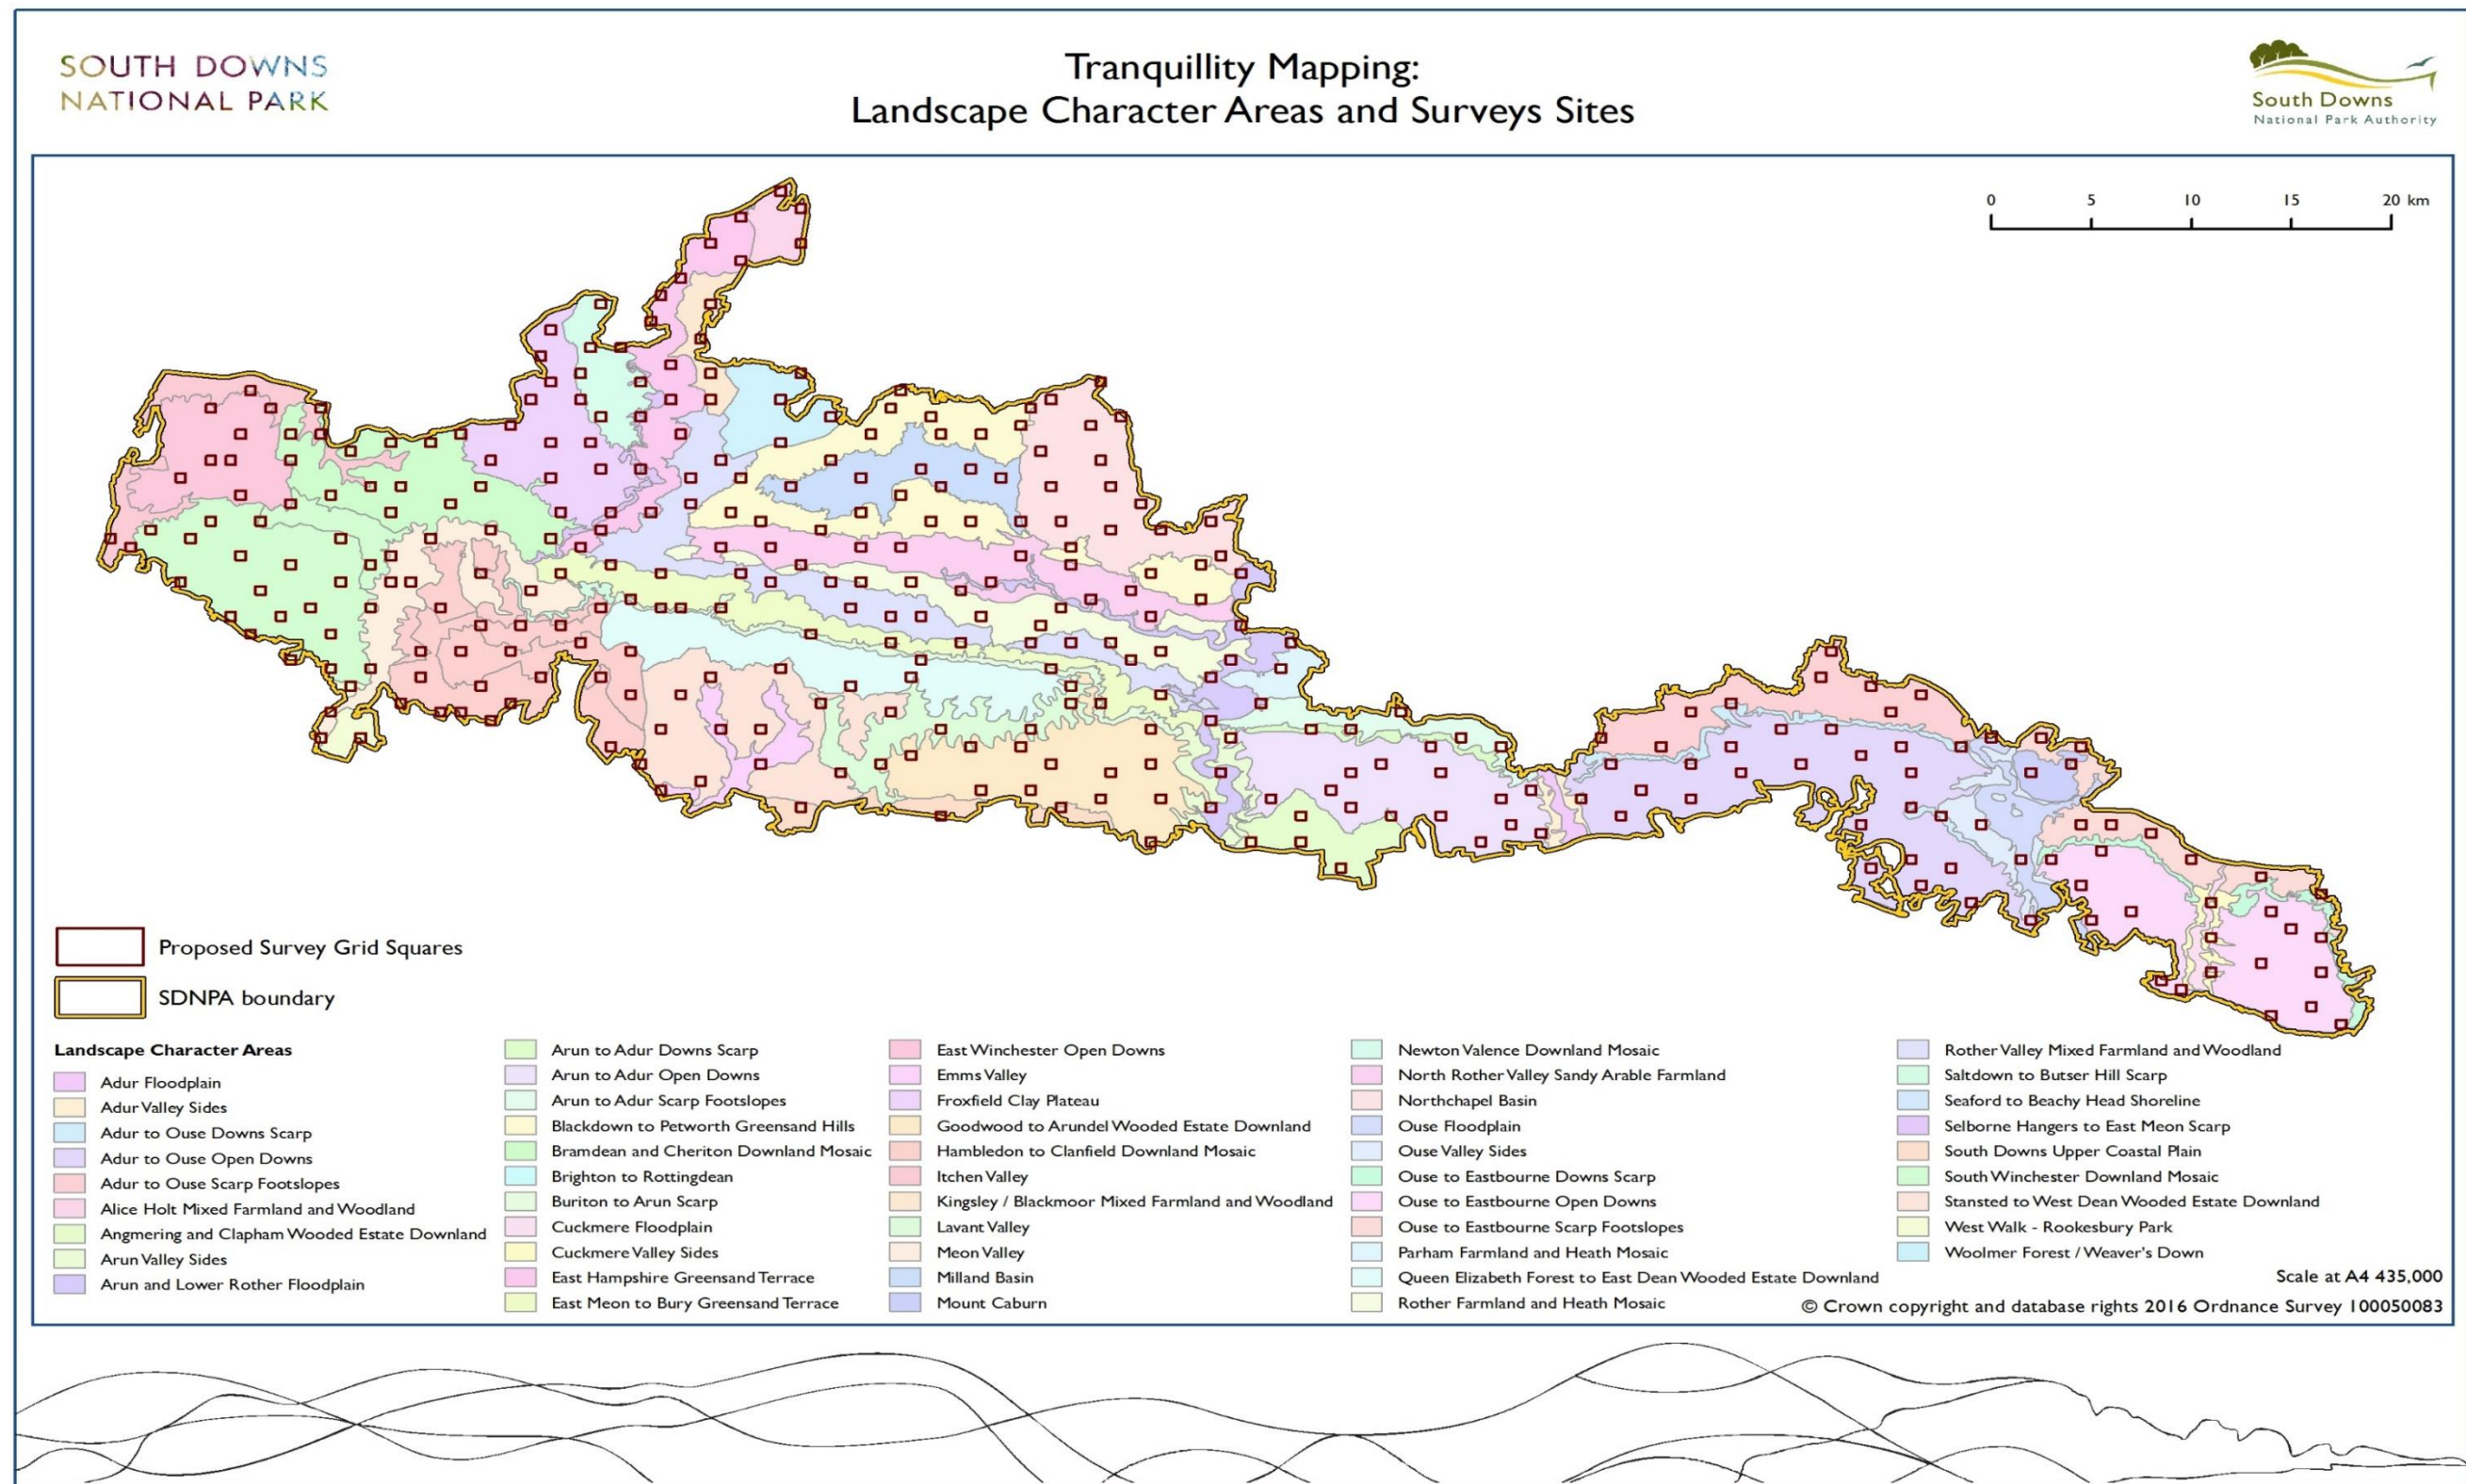 SOUTH DOWNS
NATIONAL PARK
Tranquillity Mapping:
Landscape Character Areas and Surveys Sites
South Downs
National Park Authority
0 5 10 15 20 km
Proposed Survey Grid Squares
SDNPA boundary
Landscape Character Areas
Adur Floodplain
Adur Valley Sides
Adur to Ouse Downs Scarp
Adur to Ouse Open Downs
Adur to Ouse Scarp Footslopes
Alice Holt Mixed Farmland and Woodland
Angmering and Clapham Wooded Estate Downland
Arun Valley Sides
Arun and Lower Rother Floodplain
Arun to Adur Downs Scarp
Arun to Adur Open Downs
Arun to Adur Scarp Footslopes
Blackdown to Petworth Greensand Hills
Bramdean and Cheriton Downland Mosaic
Brighton to Rottingdean
Buriton to Arun Scarp
Cuckmere Floodplain
Cuckmere Valley Sides
East Hampshire Greensand Terrace
East Meon to Bury Greensand Terrace
East Winchester Open Downs
Emms Valley
Froxfield Clay Plateau
Goodwood to Arundel Wooded Estate Downland
Hambledon to Clanfield Downland Mosaic
Itchen Valley
Kingsley / Blackmoor Mixed Farmland and Woodland
Lavant Valley
Meon Valley
Milland Basin
Mount Caburn
Newton Valence Downland Mosaic
North Rother Valley Sandy Arable Farmland
Northchapel Basin
Ouse Floodplain
Ouse Valley Sides
Ouse to Eastbourne Downs Scarp
Ouse to Eastbourne Open Downs
Ouse to Eastbourne Scarp Footslopes
Parham Farmland and Heath Mosaic
Queen Elizabeth Forest to East Dean Wooded Estate Downland
Rother Farmland and Heath Mosaic
Rother Valley Mixed Farmland and Woodland
Saltdown to Butser Hill Scarp
Seaford to Beachy Head Shoreline
Selborne Hangers to East Meon Scarp
South Downs Upper Coastal Plain
South Winchester Downland Mosaic
Stansted to West Dean Wooded Estate Downland
West Walk - Rookesbury Park
Woolmer Forest / Weaver's Down
Scale at A4 435,000
© Crown copyright and database rights 2016 Ordnance Survey 100050083